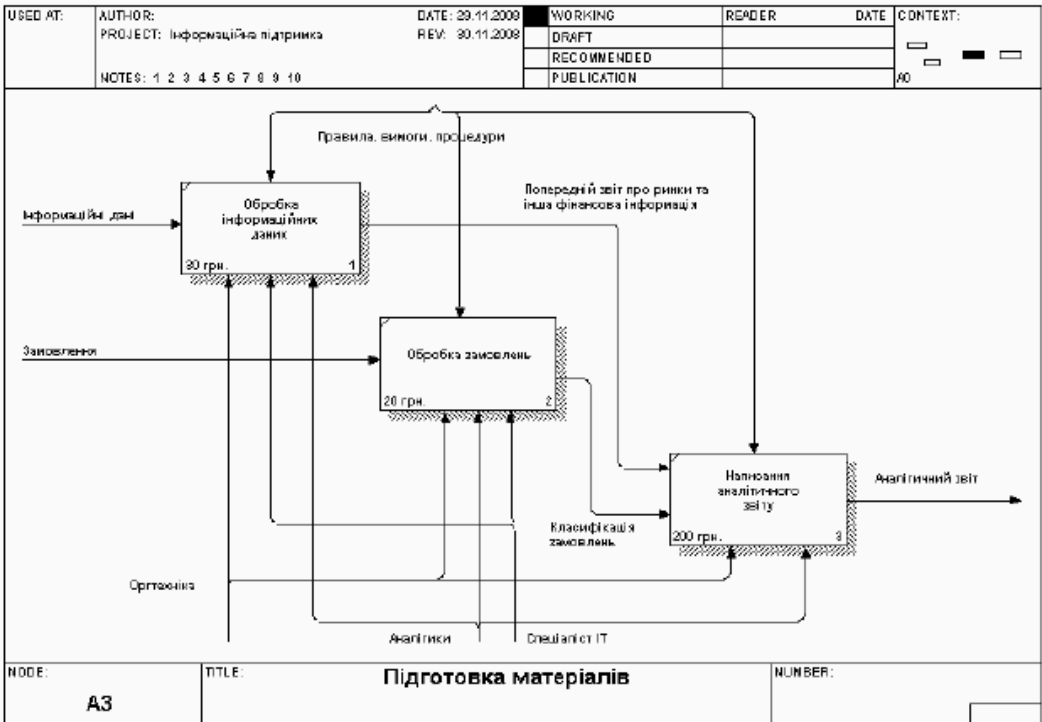 USED AT:
AUTHOR:
DATE: 29.11.2008
PROJECT: Інформаційна підтримка
REV: 30.11.2008
NOTES: 1 2 3 4 5 6 7 8 9 10
WORKING
DRAFT
RECOMMENDED
PUBLICATION
READER DATE
CONTEXT:
A0
Правила, вимоги, процедури
Інформаційні дані
Обробка
інформаційних
даних
30 грн. 1
Попередній звіт про ринки та
інша фінансова інформація
Замовлення
Обробка замовлень
20 грн. 2
Написання
аналітичного
звіту
200 грн. 3
Аналітичний звіт
Класифікація
замовлень
Оргтехніка
Аналітики
Спеціаліст ІТ
NODE:
A3
TITLE:
Підготовка матеріалів
NUMBER: